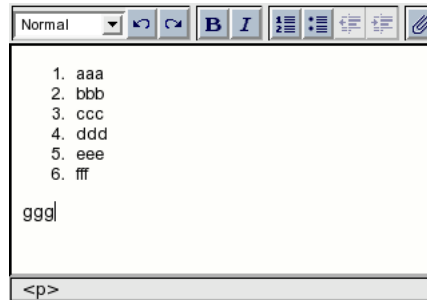 Normal B I
1. aaa
2. bbb
3. ccc
4. ddd
5. eee
6. fff
ggg
<p>